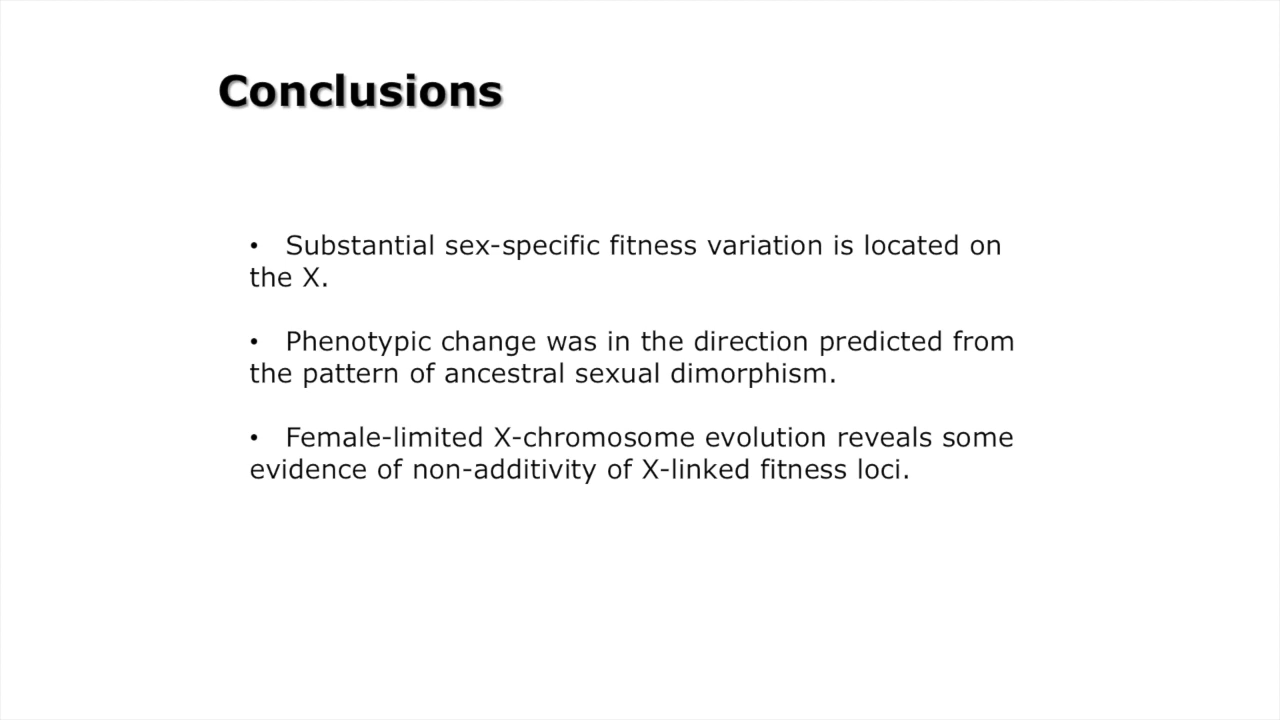 Conclusions
• Substantial sex-specific fitness variation is located on
the X.
• Phenotypic change was in the direction predicted from
the pattern of ancestral sexual dimorphism.
• Female-limited X-chromosome evolution reveals some
evidence of non-additivity of X-linked fitness loci.